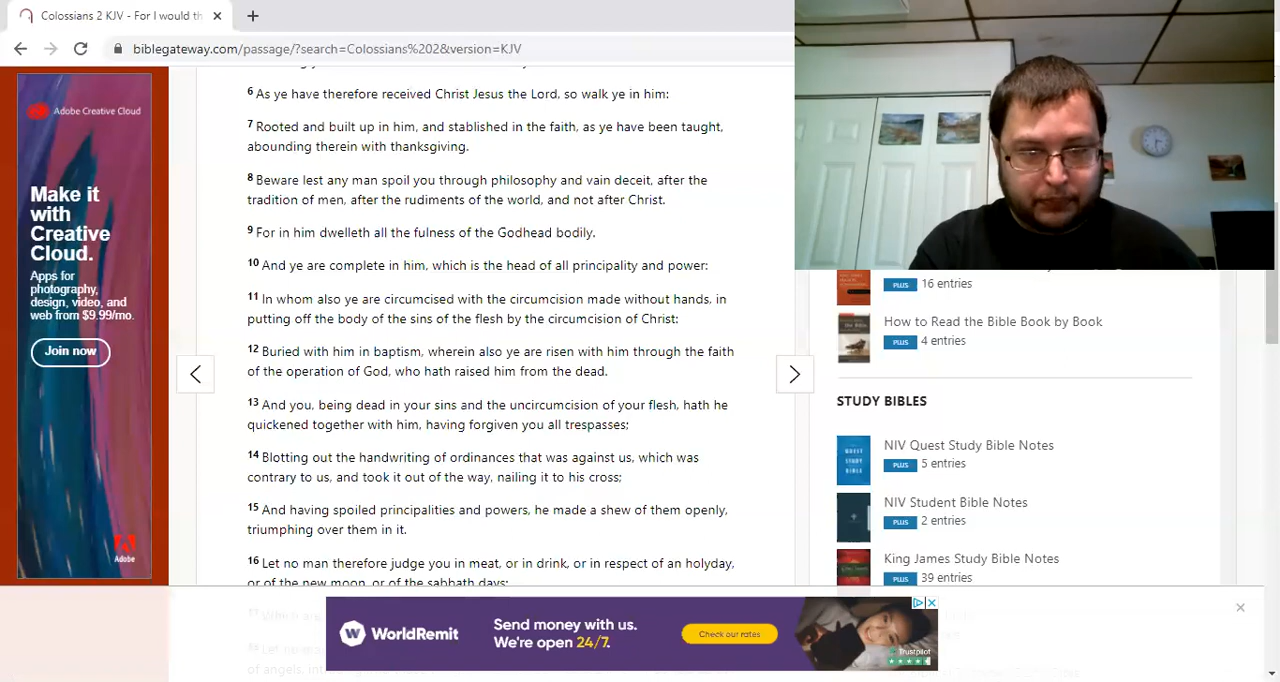 Colossians 2 KJV - For I would th
biblegateway.com/passage/?search=Colossians%202&version=KJV
Adobe Creative Cloud
Make it
with
Creative
Cloud.
Apps for
photography,
design, video, and
web from $9.99/mo.
Join now
Adobe
6 As ye have therefore received Christ Jesus the Lord, so walk ye in him:
7 Rooted and built up in him, and stablished in the faith, as ye have been taught,
abounding therein with thanksgiving.
8 Beware lest any man spoil you through philosophy and vain deceit, after the
tradition of men, after the rudiments of the world, and not after Christ.
9 For in him dwelleth all the fulness of the Godhead bodily.
10 And ye are complete in him, which is the head of all principality and power:
11 In whom also ye are circumcised with the circumcision made without hands, in
putting off the body of the sins of the flesh by the circumcision of Christ:
12 Buried with him in baptism, wherein also ye are risen with him through the faith
of the operation of God, who hath raised him from the dead.
13 And you, being dead in your sins and the uncircumcision of your flesh, hath he
quickened together with him, having forgiven you all trespasses;
14 Blotting out the handwriting of ordinances that was against us, which was
contrary to us, and took it out of the way, nailing it to his cross;
15 And having spoiled principalities and powers, he made a shew of them openly,
triumphing over them in it.
16 Let no man therefore judge you in meat, or in drink, or in respect of an holyday,
or of the new moon, or of the sabbath days:
Which are
Let no ma
of angels, int
PLUS 16 entries
How to Read the Bible Book by Book
PLUS 4 entries
STUDY BIBLES
NIV Quest Study Bible Notes
PLUS 5 entries
NIV Student Bible Notes
PLUS 2 entries
King James Study Bible Notes
PLUS 39 entries
W WorldRemit
Send money with us.
We're open 24/7.
Check our rates
Trustpilot